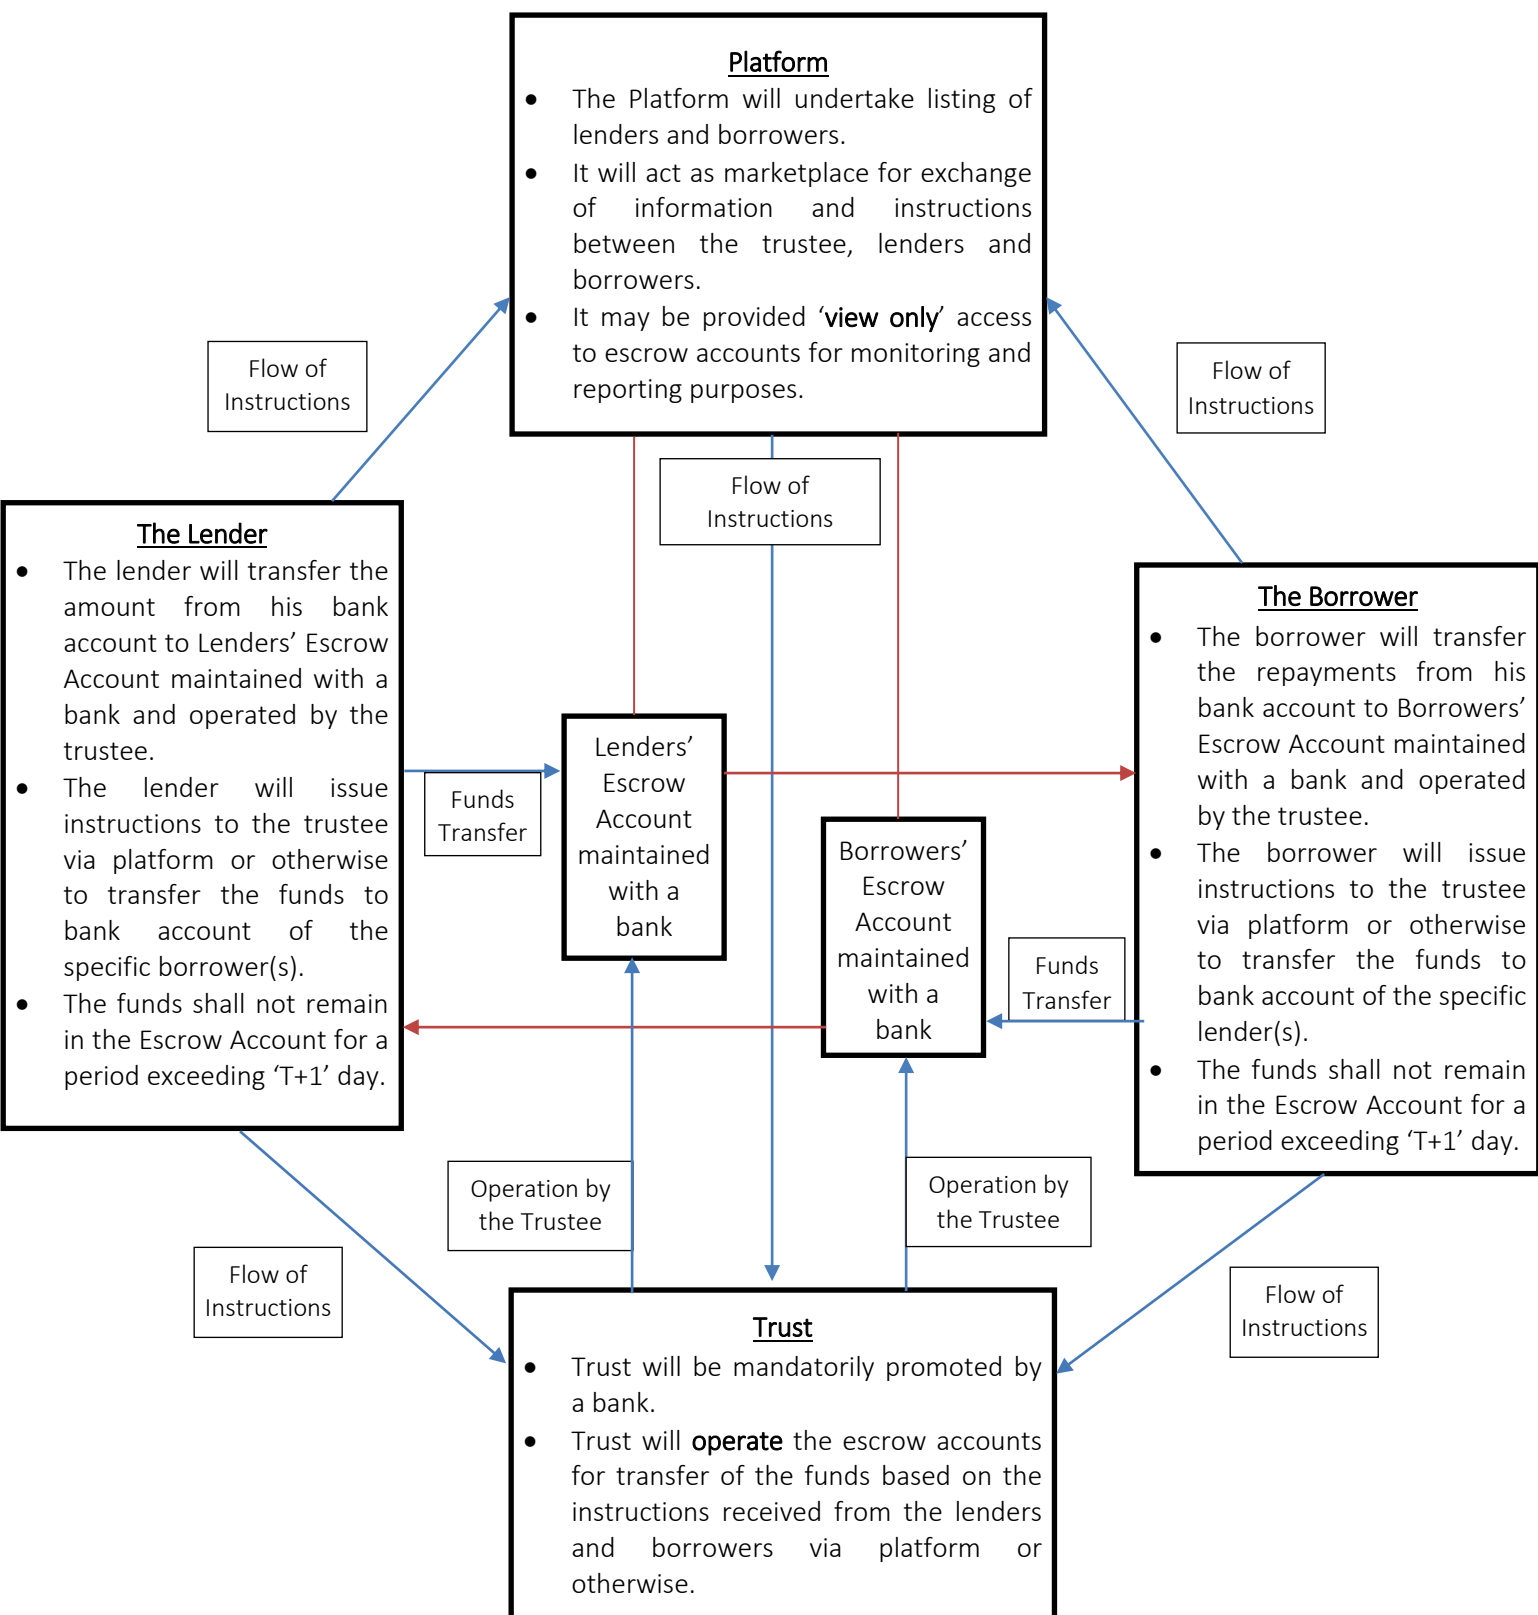 Platform
• The Platform will undertake listing of
lenders and borrowers.
• It will act as marketplace for exchange
of information and instructions
between the trustee, lenders and
borrowers.
• It may be provided ‘view only’ access
to escrow accounts for monitoring and
reporting purposes.
Flow of
Instructions
Flow of
Instructions
Flow of
Instructions
The Lender
• The lender will transfer the
amount from his bank
account to Lenders’ Escrow
Account maintained with a
bank and operated by the
trustee.
• The lender will issue
instructions to the trustee
via platform or otherwise
to transfer the funds to
bank account of the
specific borrower(s).
• The funds shall not remain
in the Escrow Account for a
period exceeding ‘T+1’ day.
Funds
Transfer
Lenders’
Escrow
Account
maintained
with a
bank
Borrowers’
Escrow
Account
maintained
with a
bank
Funds
Transfer
The Borrower
• The borrower will transfer
the repayments from his
bank account to Borrowers’
Escrow Account maintained
with a bank and operated
by the trustee.
• The borrower will issue
instructions to the trustee
via platform or otherwise
to transfer the funds to
bank account of the specific
lender(s).
• The funds shall not remain
in the Escrow Account for a
period exceeding ‘T+1’ day.
Operation by
the Trustee
Operation by
the Trustee
Flow of
Instructions
Flow of
Instructions
Trust
• Trust will be mandatorily promoted by
a bank.
• Trust will operate the escrow accounts
for transfer of the funds based on the
instructions received from the lenders
and borrowers via platform or
otherwise.